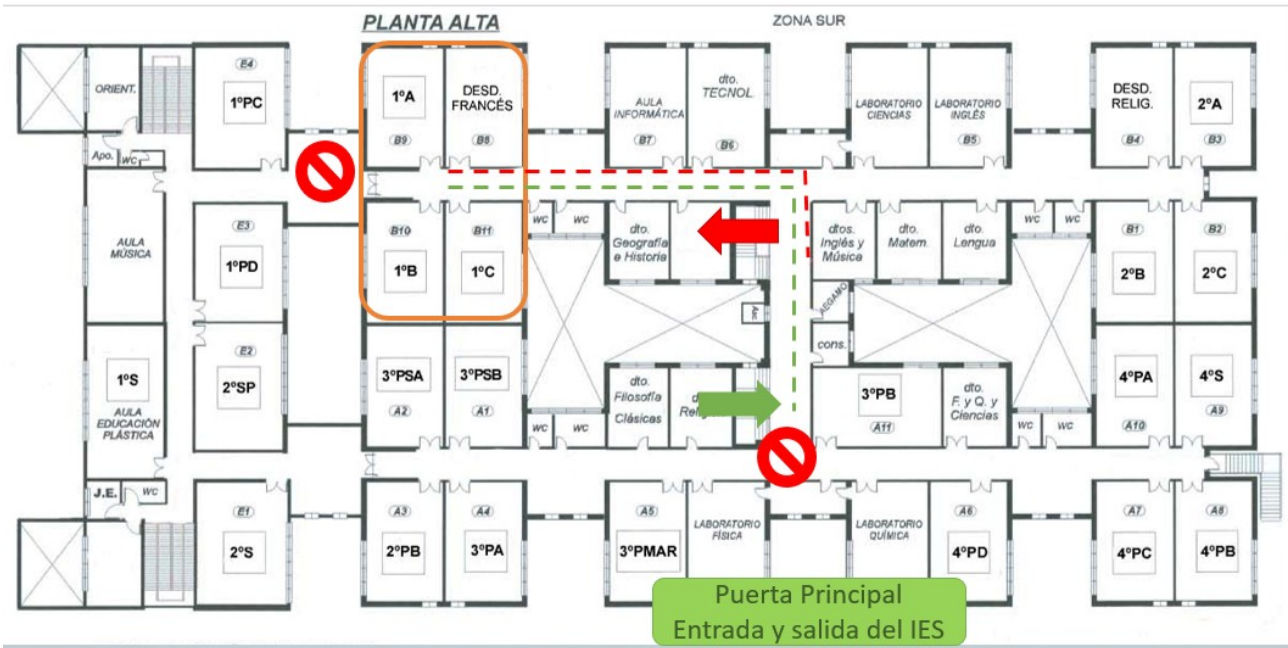 PLANTA ALTA
ZONA SUR
ORIENT.
E4
1ºPC
1ºA
B9
DESD.
FRANCÉS
B8
AULA
INFORMÁTICA
B7
dto.
TECNOL.
B6
LABORATORIO
CIENCIAS
LABORATORIO
INGLÉS
B5
DESD.
RELIG.
B4
2ºA
B3
Apo.
WC
AULA
MÚSICA
E3
1ºPD
B10
1ºB
B11
1ºC
WC
WC
dto.
Geografía
e Historia
dtos.
Inglés y
Música
dto.
Matem.
dto.
Lengua
WC
WC
B1
2ºB
B2
2ºC
AEGAMO
Apo.
cons.
1ºS
AULA
EDUCACIÓN
PLÁSTICA
E2
2ºSP
3ºPSA
A2
3ºPSB
A1
WC
WC
dto.
Filosofía
Clásicas
3ºPB
A11
dto.
F. y Q. y
Ciencias
WC
WC
4ºPA
A10
4ºS
A9
J.E.
WC
E1
2ºS
A3
2ºPB
A4
3ºPA
A5
3ºPMAR
LABORATORIO
FÍSICA
LABORATORIO
QUÍMICA
A6
4ºPD
A7
4ºPC
A8
4ºPB
Puerta Principal
Entrada y salida del IES